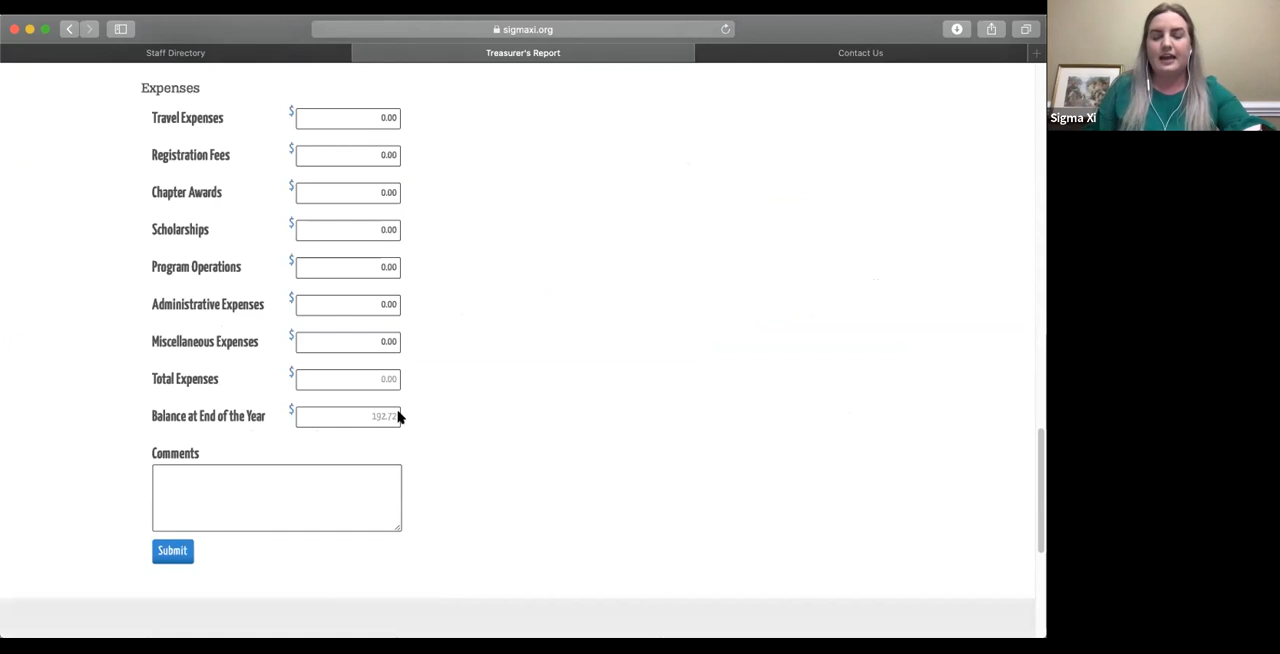 sigmaxi.org
Staff Directory
Treasurer's Report
Contact Us
Sigma Xi
Expenses
Travel Expenses $ 0.00
Registration Fees $ 0.00
Chapter Awards $ 0.00
Scholarships $ 0.00
Program Operations $ 0.00
Administrative Expenses $ 0.00
Miscellaneous Expenses $ 0.00
Total Expenses $ 0.00
Balance at End of the Year $ 192.72
Comments
Submit